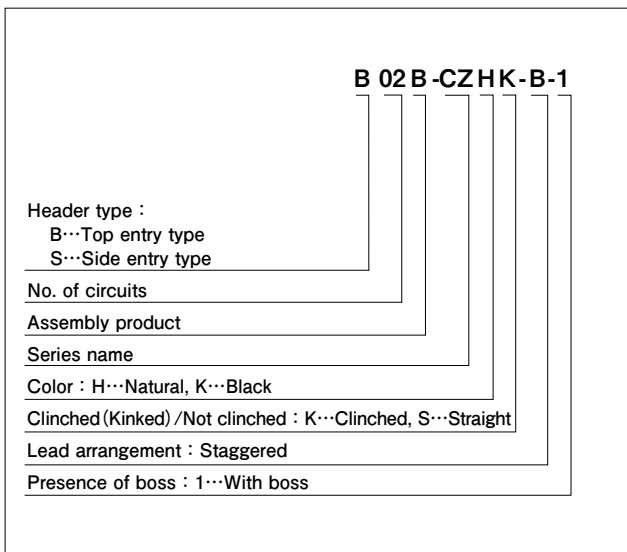 B 02 B -CZ H K - B - 1
Header type：
B…Top entry type
S…Side entry type
No. of circuits
Assembly product
Series name
Color：H…Natural, K…Black
Clinched(Kinked)/Not clinched：K…Clinched, S…Straight
Lead arrangement：Staggered
Presence of boss：1…With boss